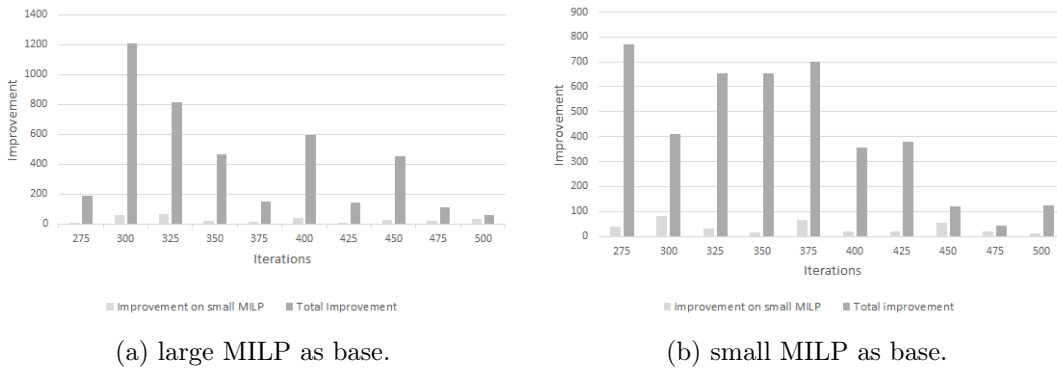 1400
1200
1000
800
600
400
200
0
Improvement
275 300 325 350 375 400 425 450 475 500
Iterations
Improvement on small MILP Total Improvement
(a) large MILP as base.
900
800
700
600
500
400
300
200
100
0
Improvement
275 300 325 350 375 400 425 450 475 500
Iterations
Improvement on small MILP Total improvement
(b) small MILP as base.